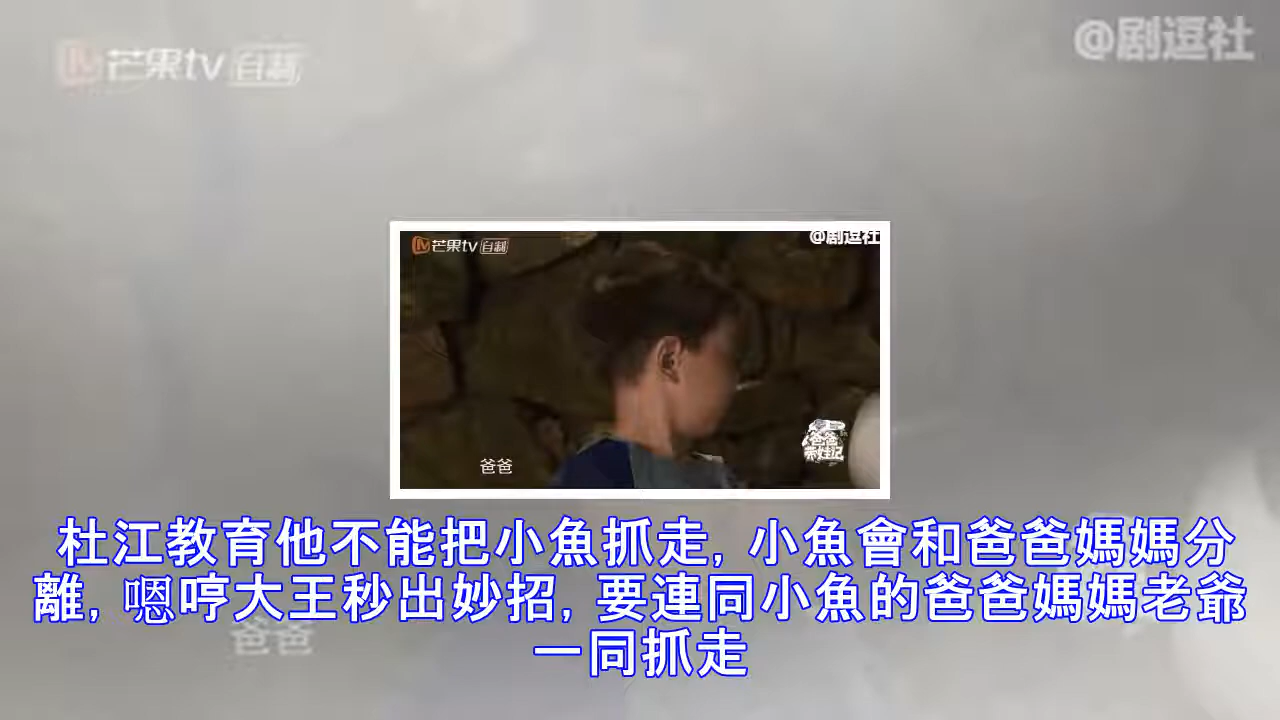 芒果tv 自制
@剧逗社
芒果tv 自制
@剧逗社
爸爸
杜江教育他不能把小魚抓走, 小魚會和爸爸媽媽分
離, 嗯哼大王秒出妙招, 要連同小魚的爸爸媽媽老爺
爸爸
一同抓走